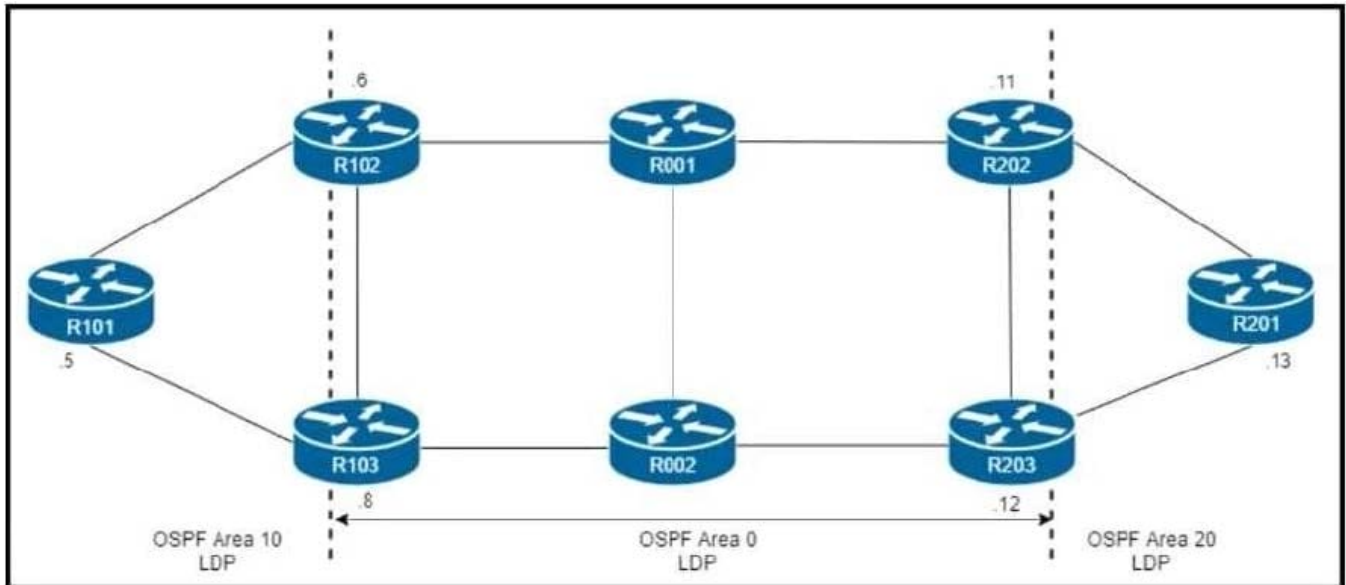 .6
.11
R102
R001
R202
R101
R201
.5
.13
R103
R002
R203
.8
.12
OSPF Area 10
LDP
OSPF Area 0
LDP
OSPF Area 20
LDP